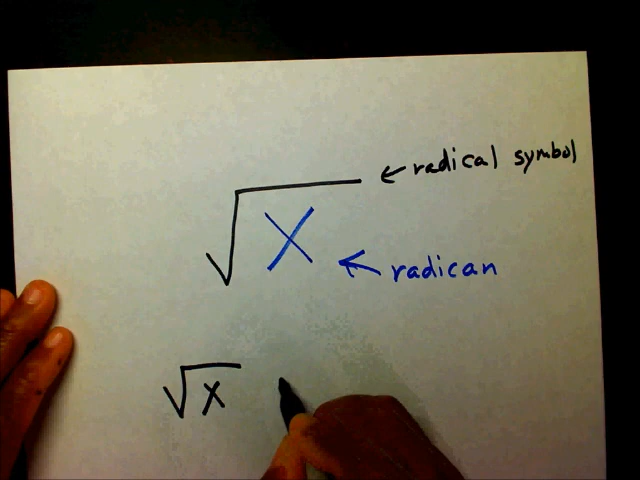 ← radical symbol
√X
← radican
√X